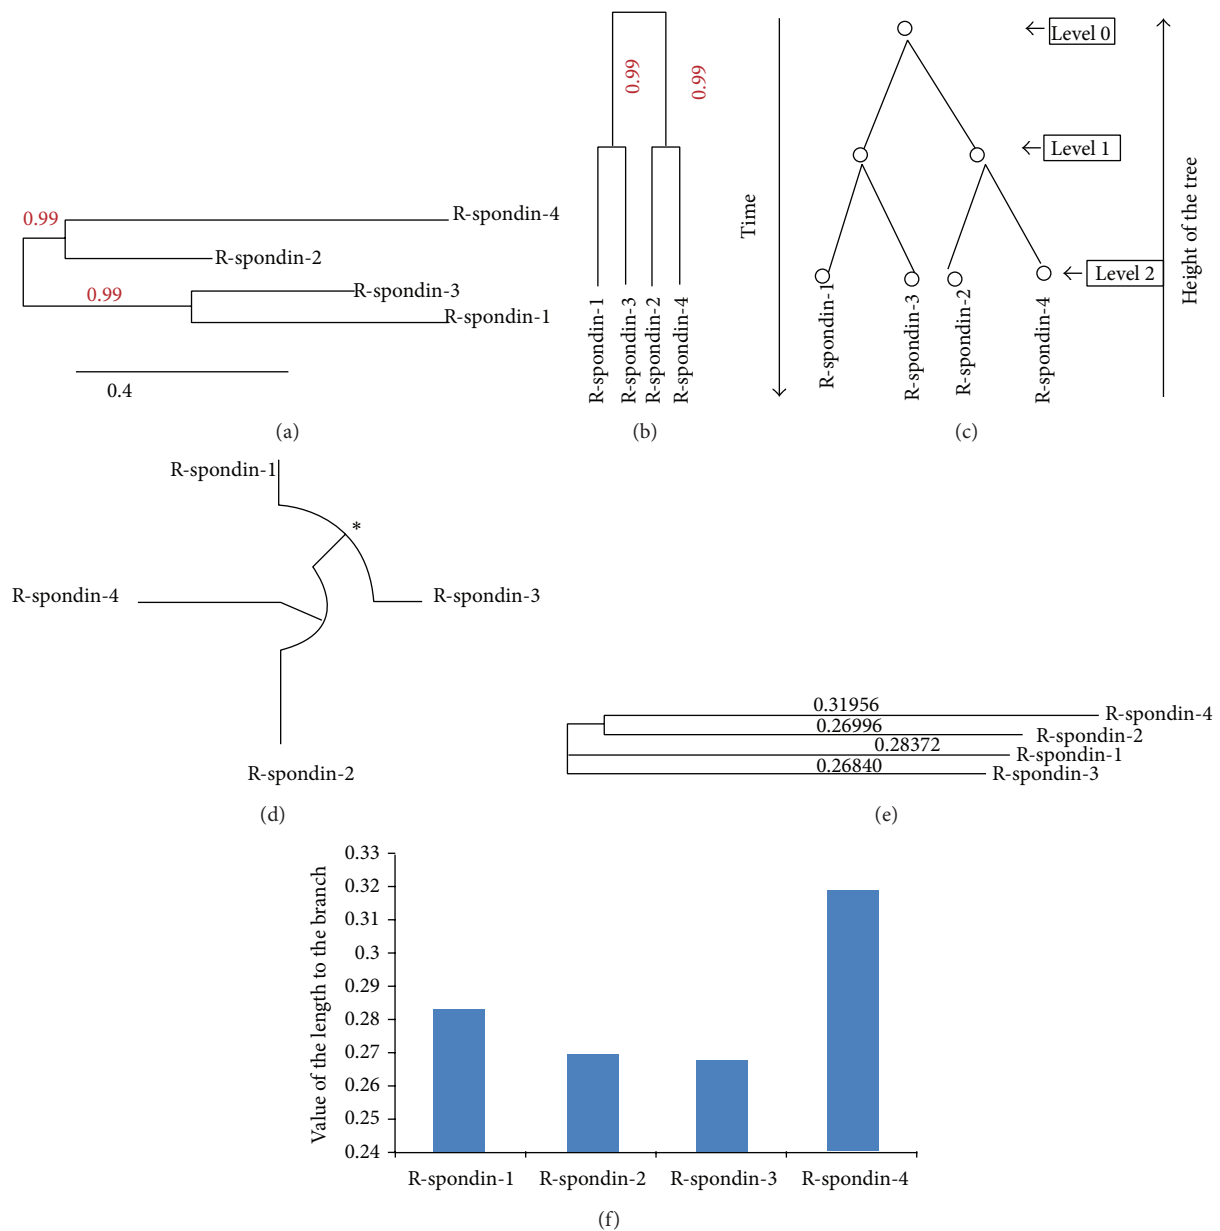 0.99
R-spondin-4
R-spondin-2
0.99
R-spondin-3
R-spondin-1
0.4
(a)
0.99
0.99
R-spondin-1
R-spondin-3
R-spondin-2
R-spondin-4
(b)
Time
Level 0
Level 1
Level 2
Height of the tree
R-spondin-1
R-spondin-3
R-spondin-2
R-spondin-4
(c)
R-spondin-1
*
R-spondin-4
R-spondin-3
R-spondin-2
(d)
0.31956
R-spondin-4
0.26996
R-spondin-2
0.28372
R-spondin-1
0.26840
R-spondin-3
(e)
Value of the length to the branch
0.33
0.32
0.31
0.3
0.29
0.28
0.27
0.26
0.25
0.24
R-spondin-1 R-spondin-2 R-spondin-3 R-spondin-4
(f)